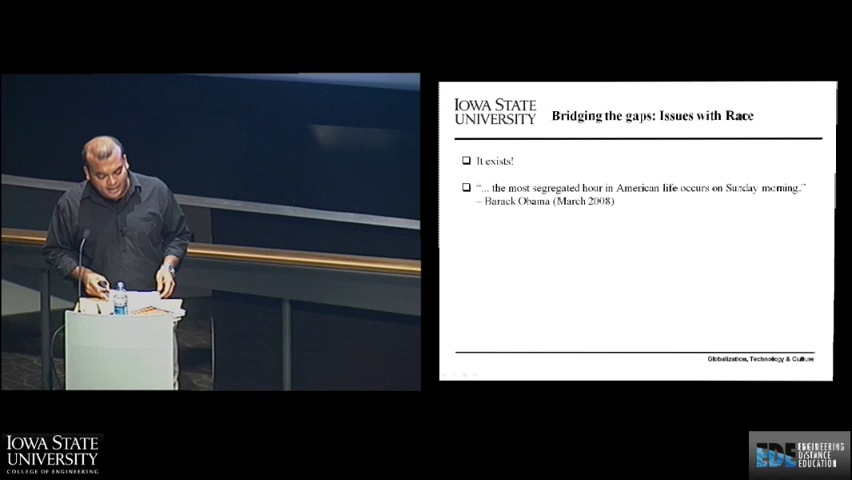 IOWA STATE
UNIVERSITY
Bridging the gaps: Issues with Race
❑ It exists!
❑ “... the most segregated hour in American life occurs on Sunday morning.”
– Barack Obama (March 2008)
Globalization, Technology & Culture
IOWA STATE
UNIVERSITY
COLLEGE OF ENGINEERING
EDE ENGINEERING
DISTANCE
EDUCATION